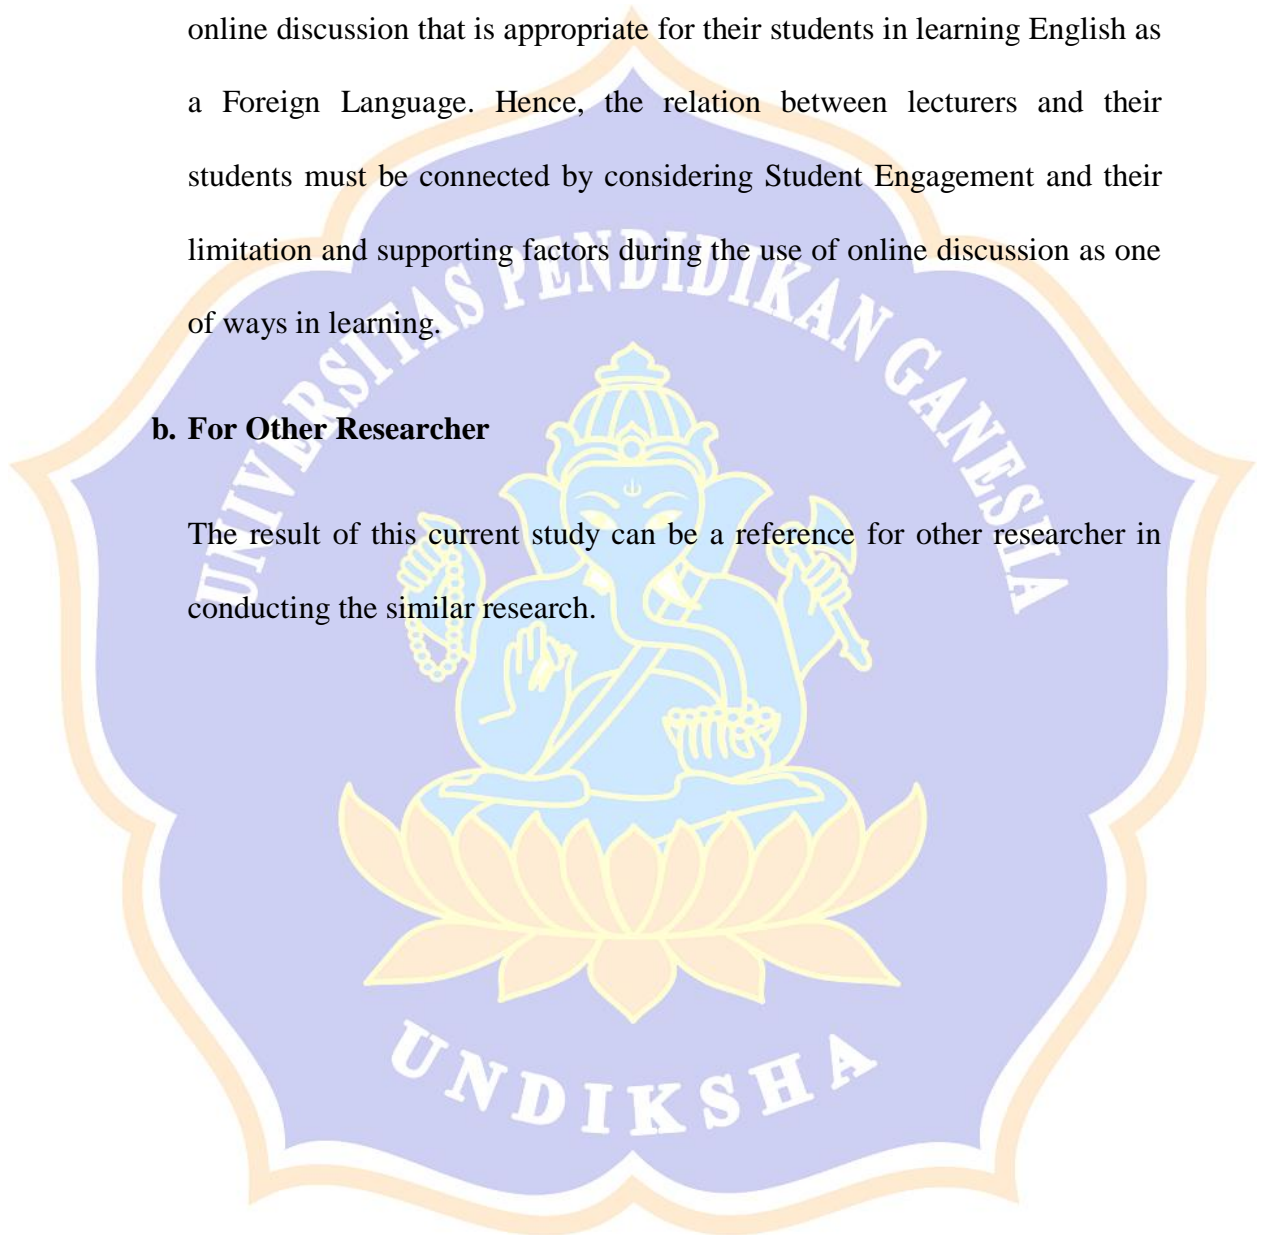 online discussion that is appropriate for their students in learning English as
a Foreign Language. Hence, the relation between lecturers and their
students must be connected by considering Student Engagement and their
limitation and supporting factors during the use of online discussion as one
of ways in learning.
b. For Other Researcher
The result of this current study can be a reference for other researcher in
conducting the similar research.
UNIVERSITAS PENDIDIKAN GANESHA
UNDIKSHA